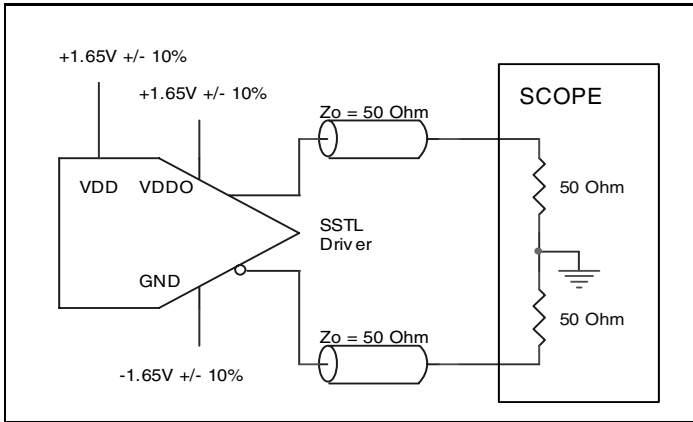 +1.65V +/- 10%
+1.65V +/- 10%
Zo = 50 Ohm
SCOPE
VDD
VDDO
50 Ohm
SSTL
Driver
GND
50 Ohm
Zo = 50 Ohm
-1.65V +/- 10%